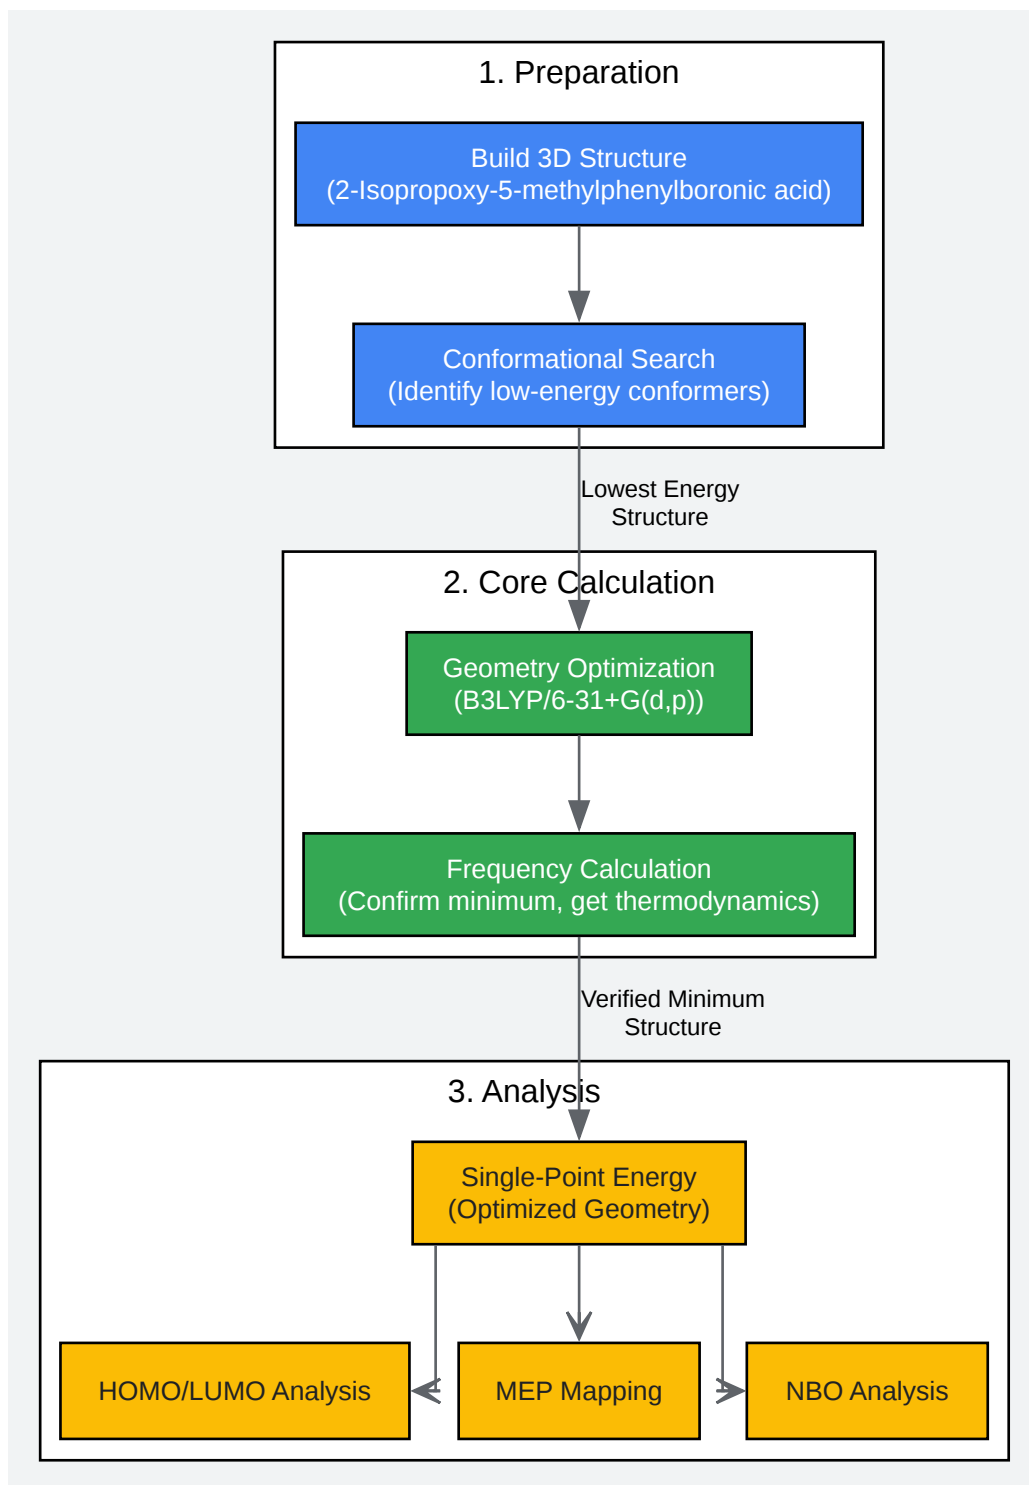 1. Preparation
Build 3D Structure
(2-Isopropoxy-5-methylphenylboronic acid)
Conformational Search
(Identify low-energy conformers)
Lowest Energy
Structure
2. Core Calculation
Geometry Optimization
(B3LYP/6-31+G(d,p))
Frequency Calculation
(Confirm minimum, get thermodynamics)
Verified Minimum
Structure
3. Analysis
Single-Point Energy
(Optimized Geometry)
HOMO/LUMO Analysis
MEP Mapping
NBO Analysis